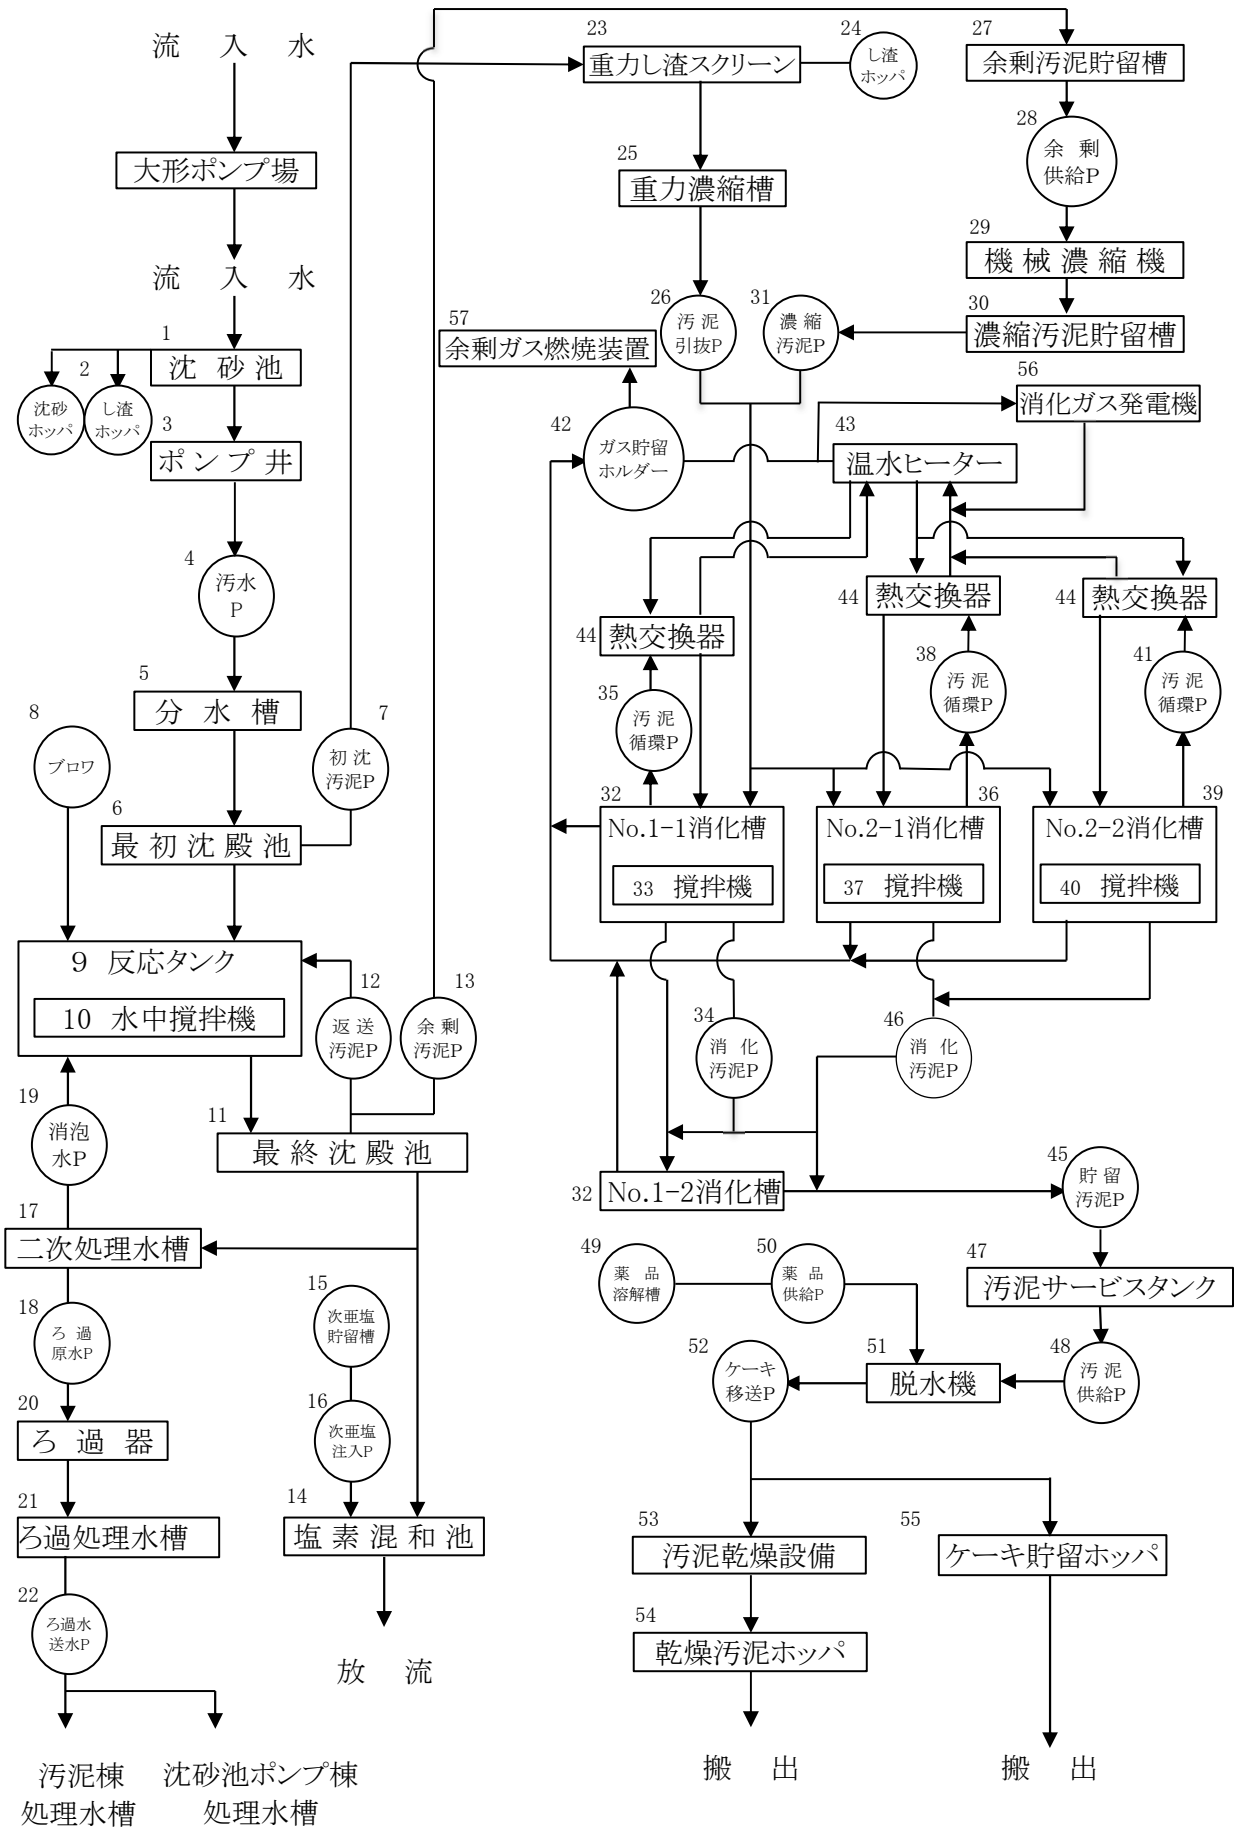 流 入 水
大形ポンプ場
流 入 水
1
沈 砂 池
2
沈砂
ホッパ
し渣
ホッパ
3
ポ ン プ 井
4
汚水
P
5
分 水 槽
6
最 初 沈 殿 池
7
初 沈
汚泥P
8
ブロワ
9 反応タンク
10 水中撹拌機
11
最 終 沈 殿 池
12
返 送
汚泥P
13
余 剰
汚泥P
19
消泡
水P
17
二次処理水槽
18
ろ 過
原水P
20
ろ 過 器
21
ろ過処理水槽
22
ろ過水
送水P
汚泥棟
処理水槽
沈砂池ポンプ棟
処理水槽
15
次亜塩
貯留槽
16
次亜塩
注入P
14
塩 素 混 和 池
放 流
23
重力し渣スクリーン
24
し渣
ホッパ
25
重力濃縮槽
26
汚 泥
引抜P
27
余剰汚泥貯留槽
28
余 剰
供給P
29
機 械 濃 縮 機
30
濃縮汚泥貯留槽
31
濃 縮
汚泥P
57
余剰ガス燃焼装置
42
ガス貯留
ホルダー
43
温水ヒーター
56
消化ガス発電機
44
熱交換器
44
熱交換器
44
熱交換器
35
汚 泥
循環P
38
汚 泥
循環P
41
汚 泥
循環P
32
No.1-1消化槽
33 撹拌機
36
No.2-1消化槽
37 撹拌機
39
No.2-2消化槽
40 撹拌機
34
消 化
汚泥P
46
消 化
汚泥P
32
No.1-2消化槽
45
貯 留
汚泥P
47
汚泥サービスタンク
48
汚 泥
供給P
49
薬 品
溶解槽
50
薬 品
供給P
51
脱水機
52
ケーキ
移送P
53
汚泥乾燥設備
54
乾燥汚泥ホッパ
搬 出
55
ケーキ貯留ホッパ
搬 出